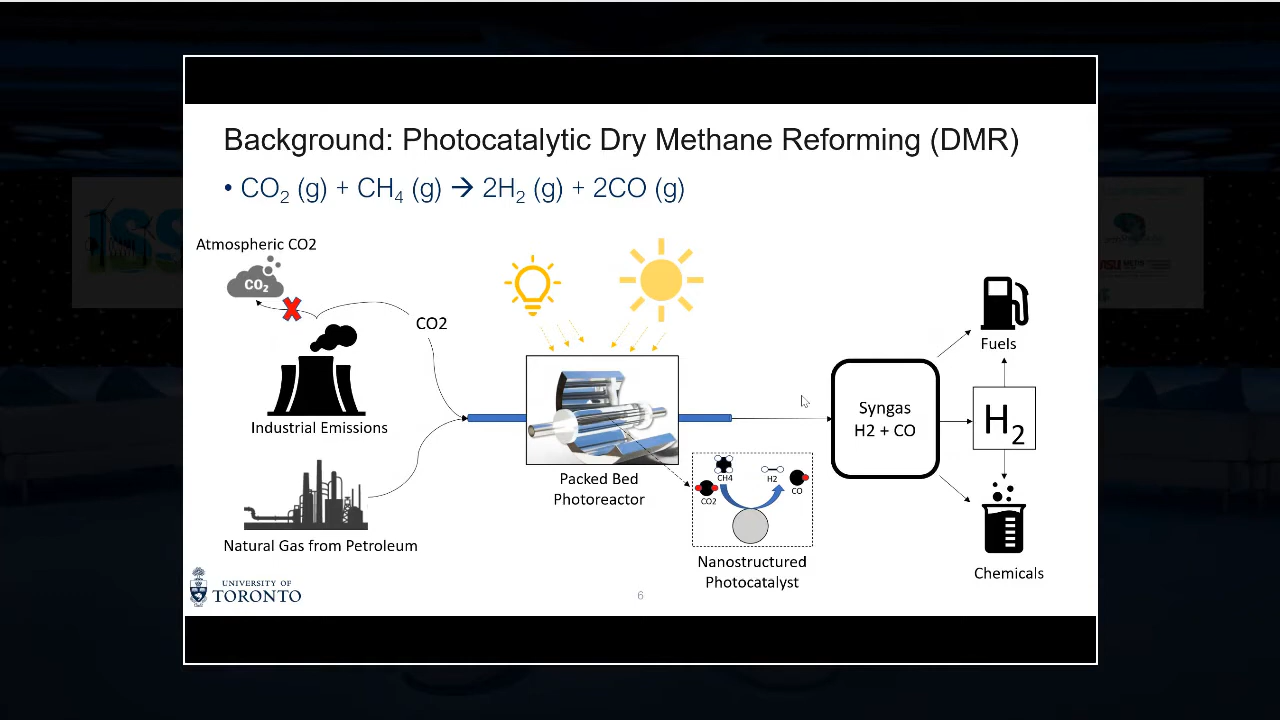 Background: Photocatalytic Dry Methane Reforming (DMR)
• CO₂ (g) + CH₄ (g) → 2H₂ (g) + 2CO (g)
Atmospheric CO2
CO₂
CO2
Industrial Emissions
Natural Gas from Petroleum
Packed Bed
Photoreactor
CH4
H2
CO2
CO
Nanostructured
Photocatalyst
Syngas
H2 + CO
Fuels
H₂
Chemicals
UNIVERSITY OF
TORONTO
6
ISS